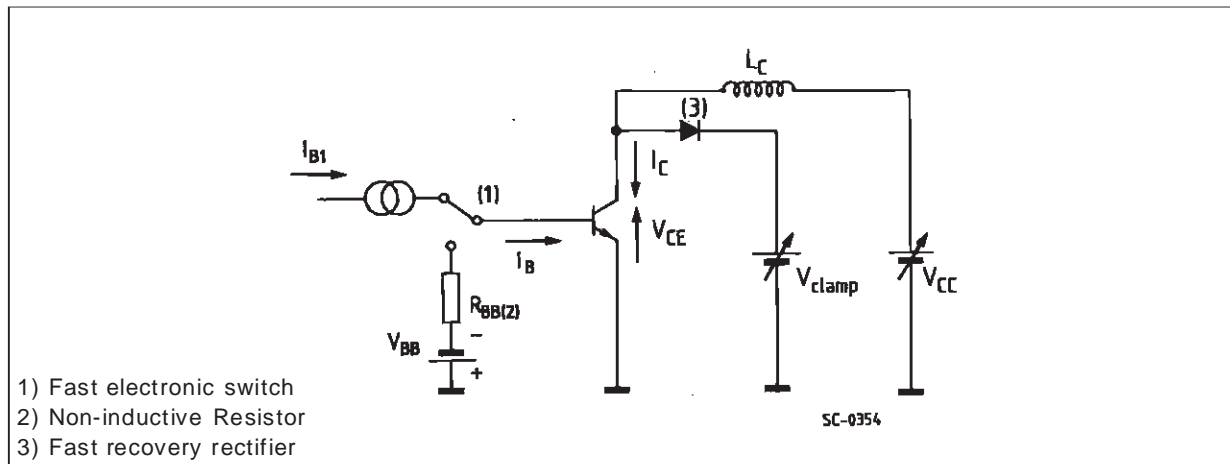 L_C
(3)
I_B1
(1)
I_C
V_CE
I_B
R_BB(2)
V_BB
-
+
V_clamp
V_CC
1) Fast electronic switch
2) Non-inductive Resistor
3) Fast recovery rectifier
SC-0354